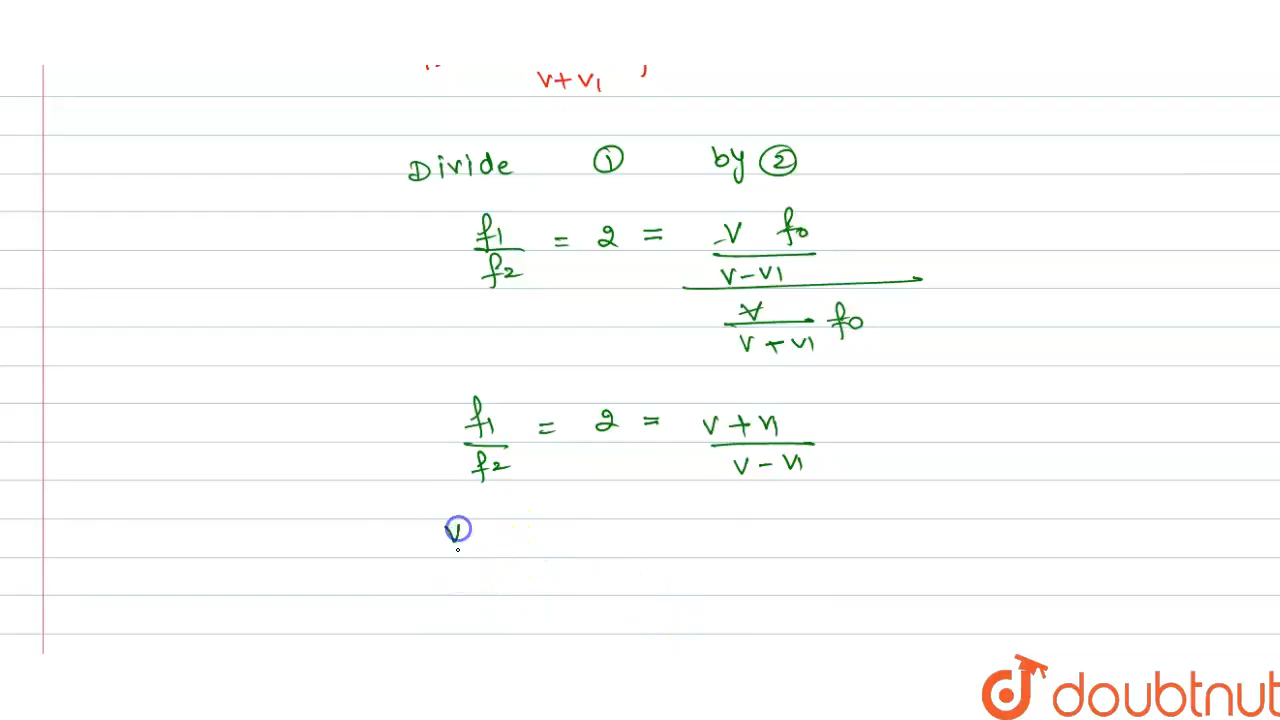 v+v1 ,
Divide ① by ②
f1/f2 = 2 = v f0/v-v1 / v/v+v1 f0
f1/f2 = 2 = v+v1/v-v1
v
doubtnut